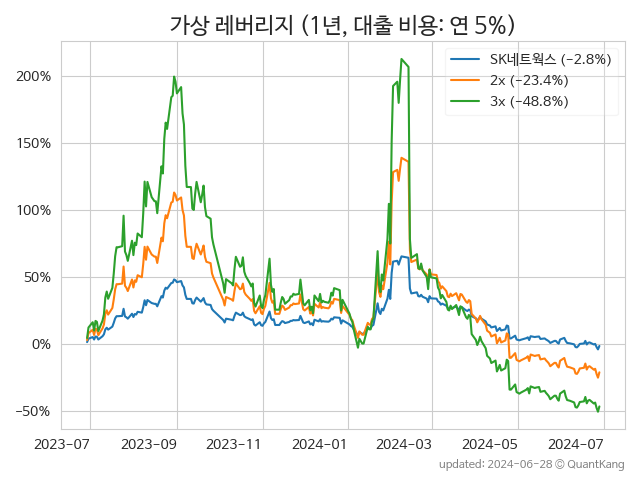 가상 레버리지 (1년, 대출 비용: 연 5%)
SK네트웍스 (−2.8%)
2x (−23.4%)
3x (−48.8%)
200%
150%
100%
50%
0%
−50%
2023-07 2023-09 2023-11 2024-01 2024-03 2024-05 2024-07
updated: 2024-06-28 © QuantKang